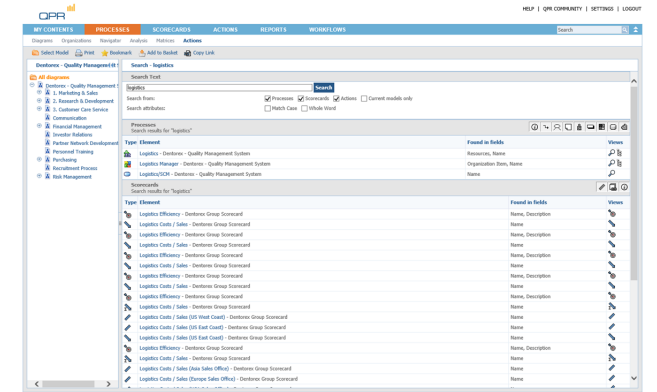 QPR
HELP | QPR COMMUNITY | SETTINGS | LOGOUT
MY CONTENTS PROCESSES SCORECARDS ACTIONS REPORTS WORKFLOWS Search
Diagrams Organizations Navigator Analysis Matrices Actions
Select Model Print Bookmark Add to Basket Copy Link
Dentorex - Quality Management
All diagrams
Dentorex - Quality Management
1. Marketing & Sales
2. Research & Development
3. Customer Care Service
Communication
Financial Management
Investor Relations
Partner Network Development
Personnel Training
Purchasing
Recruitment Process
Risk Management
Search - logistics
Search Text
logistics Search
Search from: Processes Scorecards Actions Current models only
Search attributes: Match Case Whole Word
Processes
Search results for "logistics"
Type Element Found in fields Views
Logistics - Dentorex - Quality Management System Resources, Name
Logistics Manager - Dentorex - Quality Management System Organization Item, Name
Logistics/SCM - Dentorex - Quality Management System Name
Scorecards
Search results for "logistics"
Type Element Found in fields Views
Logistics Efficiency - Dentorex Group Scorecard Name, Description
Logistics Costs / Sales - Dentorex Group Scorecard Name
Logistics Efficiency - Dentorex Group Scorecard Name, Description
Logistics Costs / Sales - Dentorex Group Scorecard Name
Logistics Efficiency - Dentorex Group Scorecard Name, Description
Logistics Costs / Sales - Dentorex Group Scorecard Name
Logistics Efficiency - Dentorex Group Scorecard Name, Description
Logistics Costs / Sales - Dentorex Group Scorecard Name
Logistics Efficiency - Dentorex Group Scorecard Name, Description
Logistics Costs / Sales - Dentorex Group Scorecard Name
Logistics Costs / Sales (US West Coast) - Dentorex Group Scorecard Name
Logistics Costs / Sales (US East Coast) - Dentorex Group Scorecard Name
Logistics Costs / Sales (US East Coast) - Dentorex Group Scorecard Name
Logistics Efficiency - Dentorex Group Scorecard Name, Description
Logistics Costs / Sales - Dentorex Group Scorecard Name
Logistics Costs / Sales (Asia Sales Office) - Dentorex Group Scorecard Name
Logistics Costs / Sales (Europe Sales Office) - Dentorex Group Scorecard Name